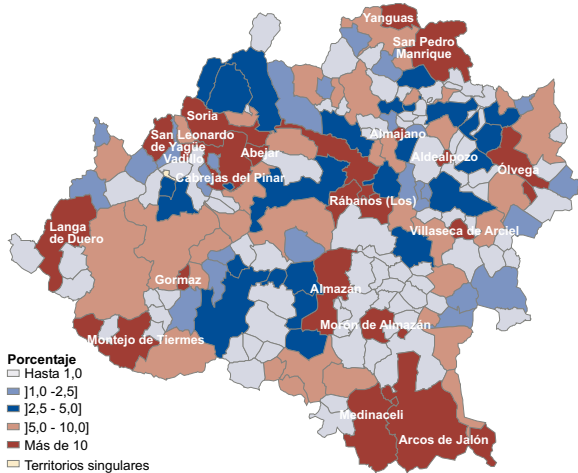 Yanguas
San Pedro
Manrique
Soria
San Leonardo
de Yagüe
Vadillo
Abejar
Cabrejas del Pinar
Almajano
Aldealpozo
Ólvega
Rábanos (Los)
Langa
de Duero
Villaseca de Arciel
Gormaz
Almazán
Morón de Almazán
Montejo de Tiermes
Medinaceli
Arcos de Jalón
Porcentaje
Hasta 1,0
]1,0 -2,5]
]2,5 - 5,0]
]5,0 - 10,0]
Más de 10
Territorios singulares